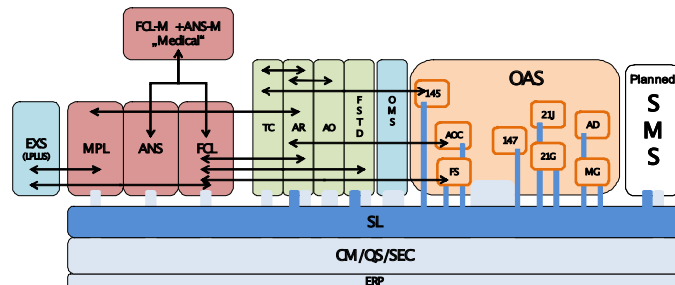 FCL-M +ANS-M
„Medical“
EXS
(LPLUS)
MPL
ANS
FCL
TC
AR
AO
F
S
T
D
O
M
S
OAS
145
AOC
FS
147
21J
21G
AD
MG
Planned
S
M
S
SL
CM/QS/SEC
ERP